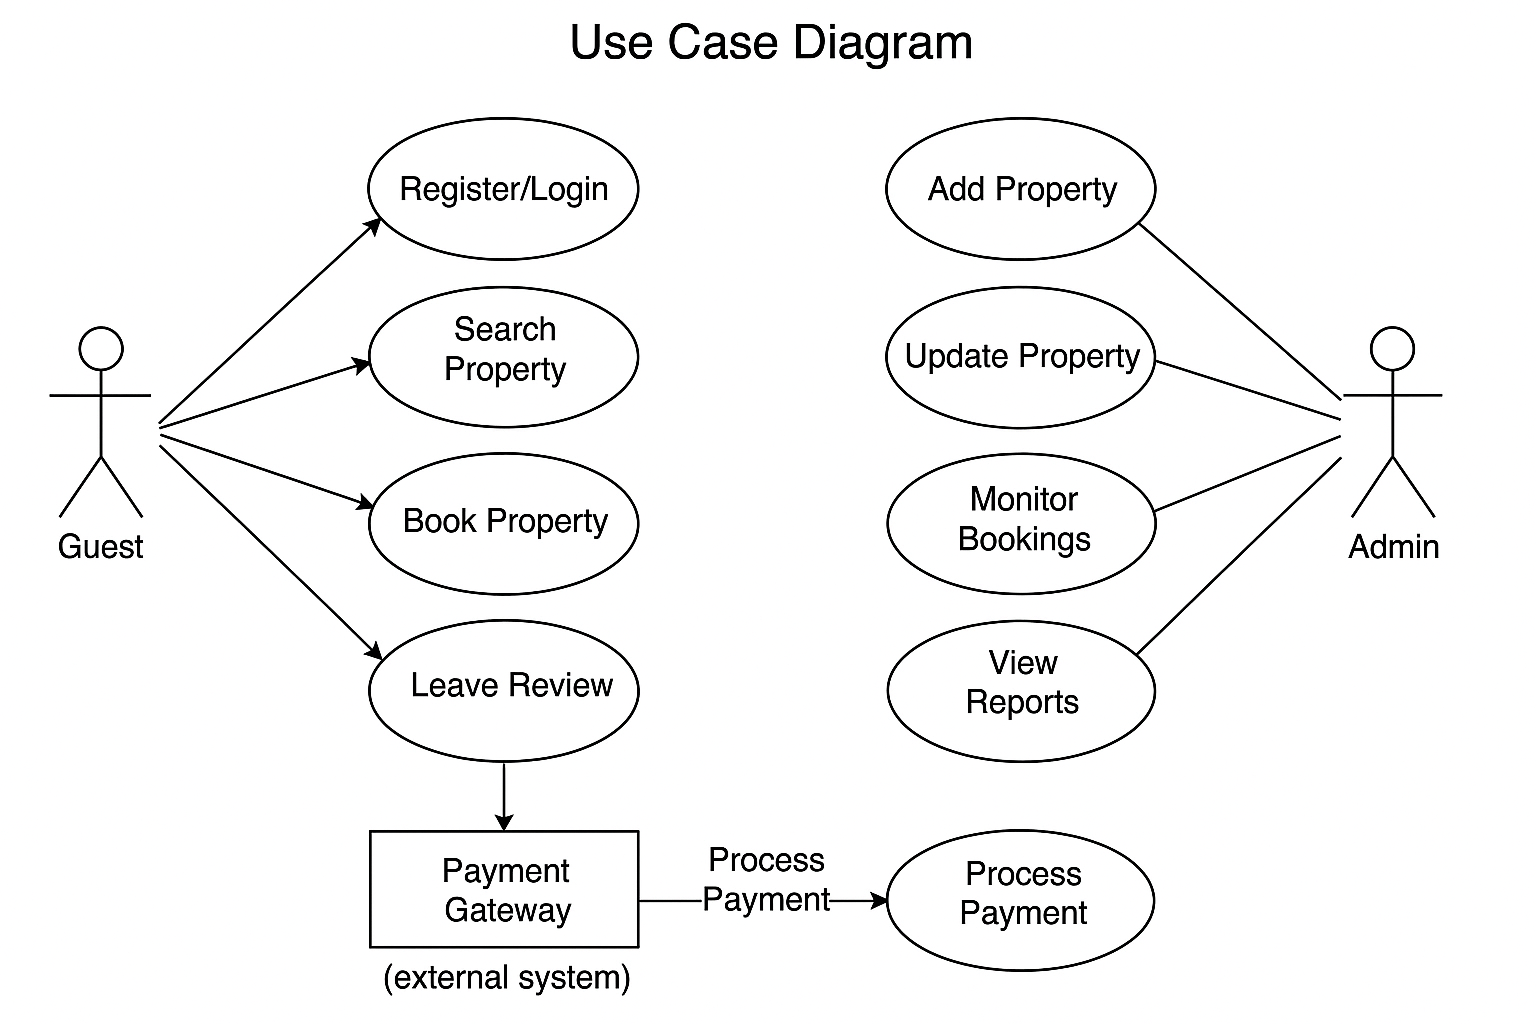 Use Case Diagram
Register/Login
Add Property
Search
Property
Update Property
Book Property
Monitor
Bookings
Guest
Admin
Leave Review
View
Reports
Payment
Gateway
Process
Payment
Process
Payment
(external system)